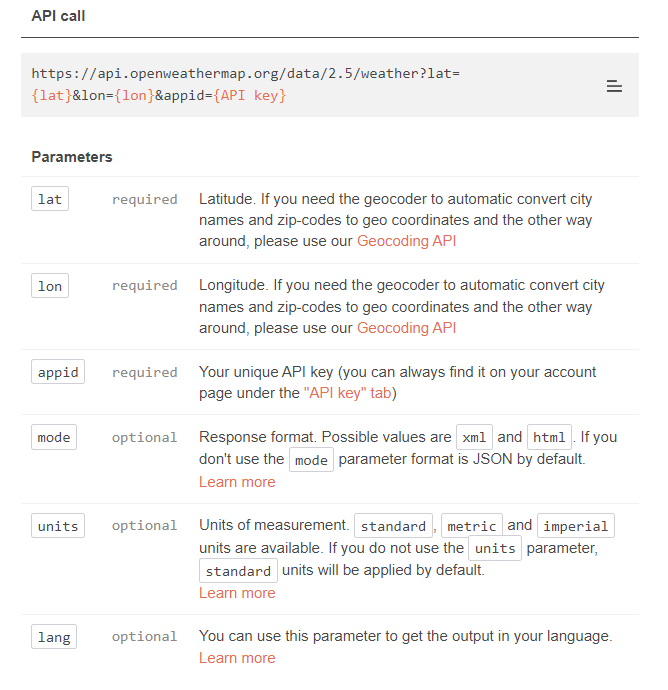 API call
https://api.openweathermap.org/data/2.5/weather?lat=
{lat}&lon={lon}&appid={API key}
Parameters
lat required Latitude. If you need the geocoder to automatic convert city
names and zip-codes to geo coordinates and the other way
around, please use our Geocoding API
lon required Longitude. If you need the geocoder to automatic convert city
names and zip-codes to geo coordinates and the other way
around, please use our Geocoding API
appid required Your unique API key (you can always find it on your account
page under the "API key" tab)
mode optional Response format. Possible values are xml and html. If you
don't use the mode parameter format is JSON by default.
Learn more
units optional Units of measurement. standard, metric and imperial
units are available. If you do not use the units parameter,
standard units will be applied by default.
Learn more
lang optional You can use this parameter to get the output in your language.
Learn more